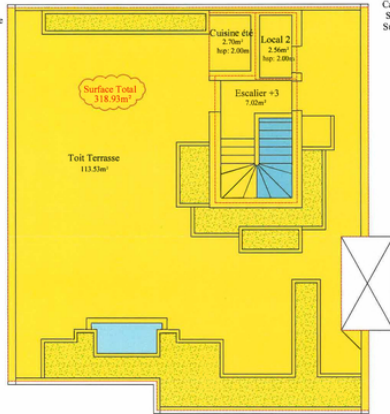 Cuisine été
2.70m²
hsp: 2.00m
Local 2
2.56m²
hsp: 2.00m
Surface Total
318.93m²
Escalier +3
7.02m²
Toit Terrasse
113.53m²